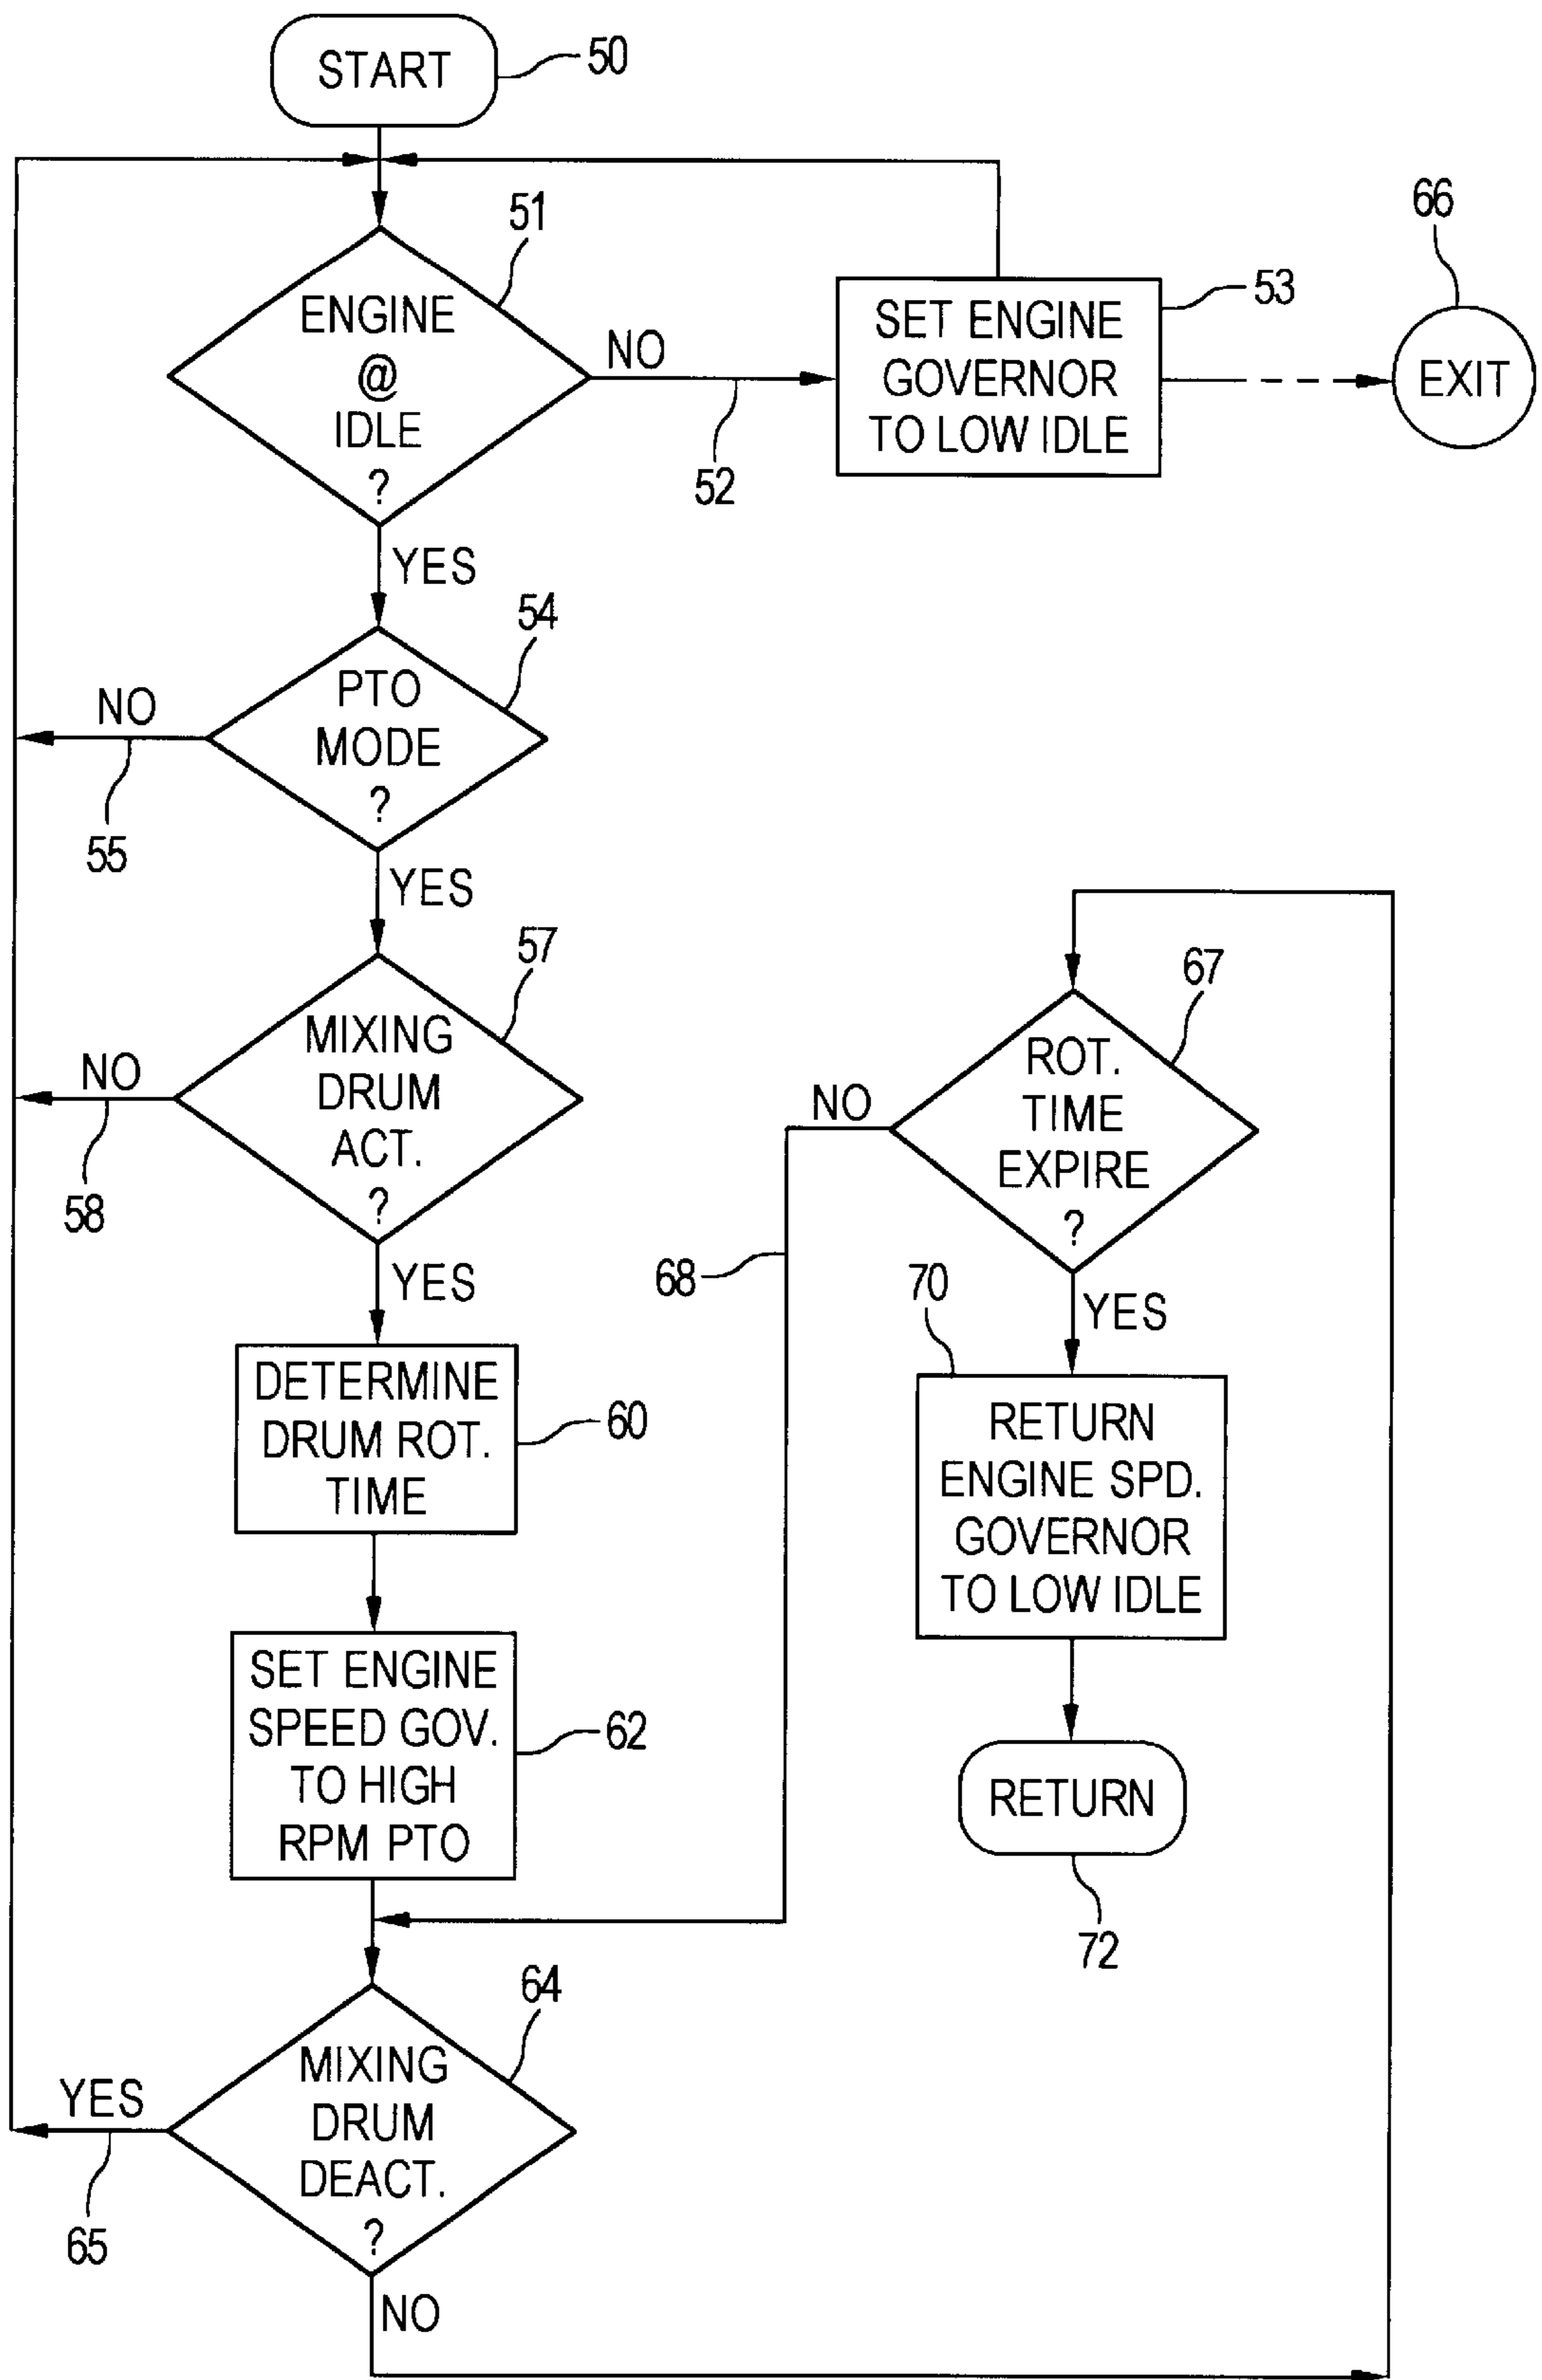 START
50
51
ENGINE
@
IDLE
?
NO
52
SET ENGINE
GOVERNOR
TO LOW IDLE
53
66
EXIT
YES
54
PTO
MODE
?
NO
55
YES
57
MIXING
DRUM
ACT.
?
NO
58
YES
DETERMINE
DRUM ROT.
TIME
60
SET ENGINE
SPEED GOV.
TO HIGH
RPM PTO
62
64
MIXING
DRUM
DEACT.
?
YES
65
NO
67
ROT.
TIME
EXPIRE
?
NO
68
YES
70
RETURN
ENGINE SPD.
GOVERNOR
TO LOW IDLE
RETURN
72